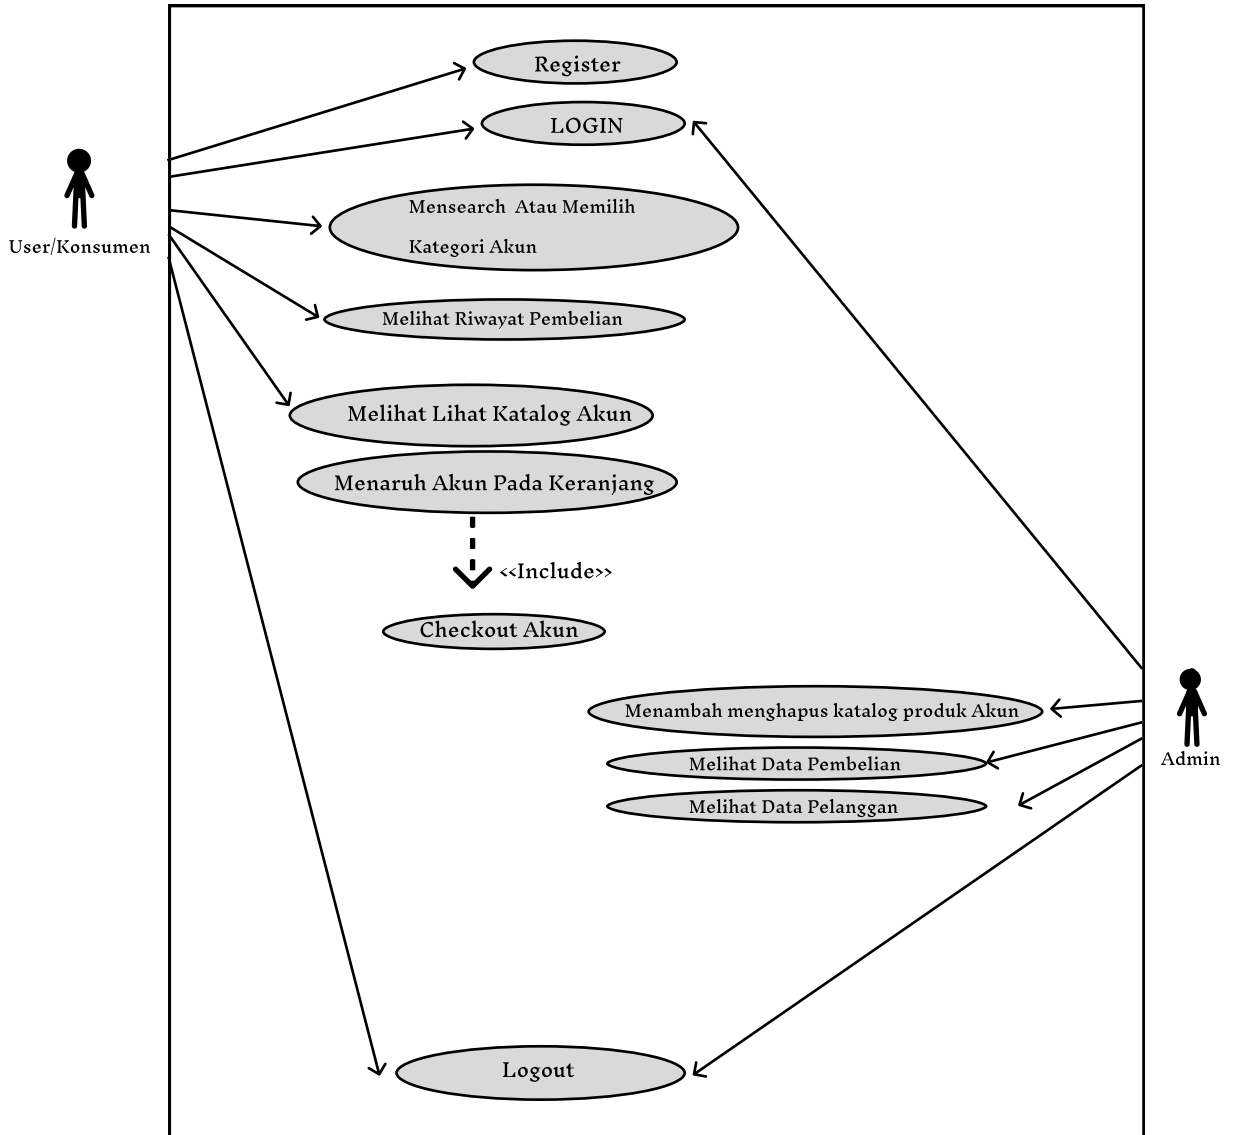 Register
LOGIN
User/Konsumen
Mensearch Atau Memilih
Kategori Akun
Melihat Riwayat Pembelian
Melihat Lihat Katalog Akun
Menaruh Akun Pada Keranjang
<<Include>>
Checkout Akun
Menambah menghapus katalog produk Akun
Melihat Data Pembelian
Admin
Melihat Data Pelanggan
Logout